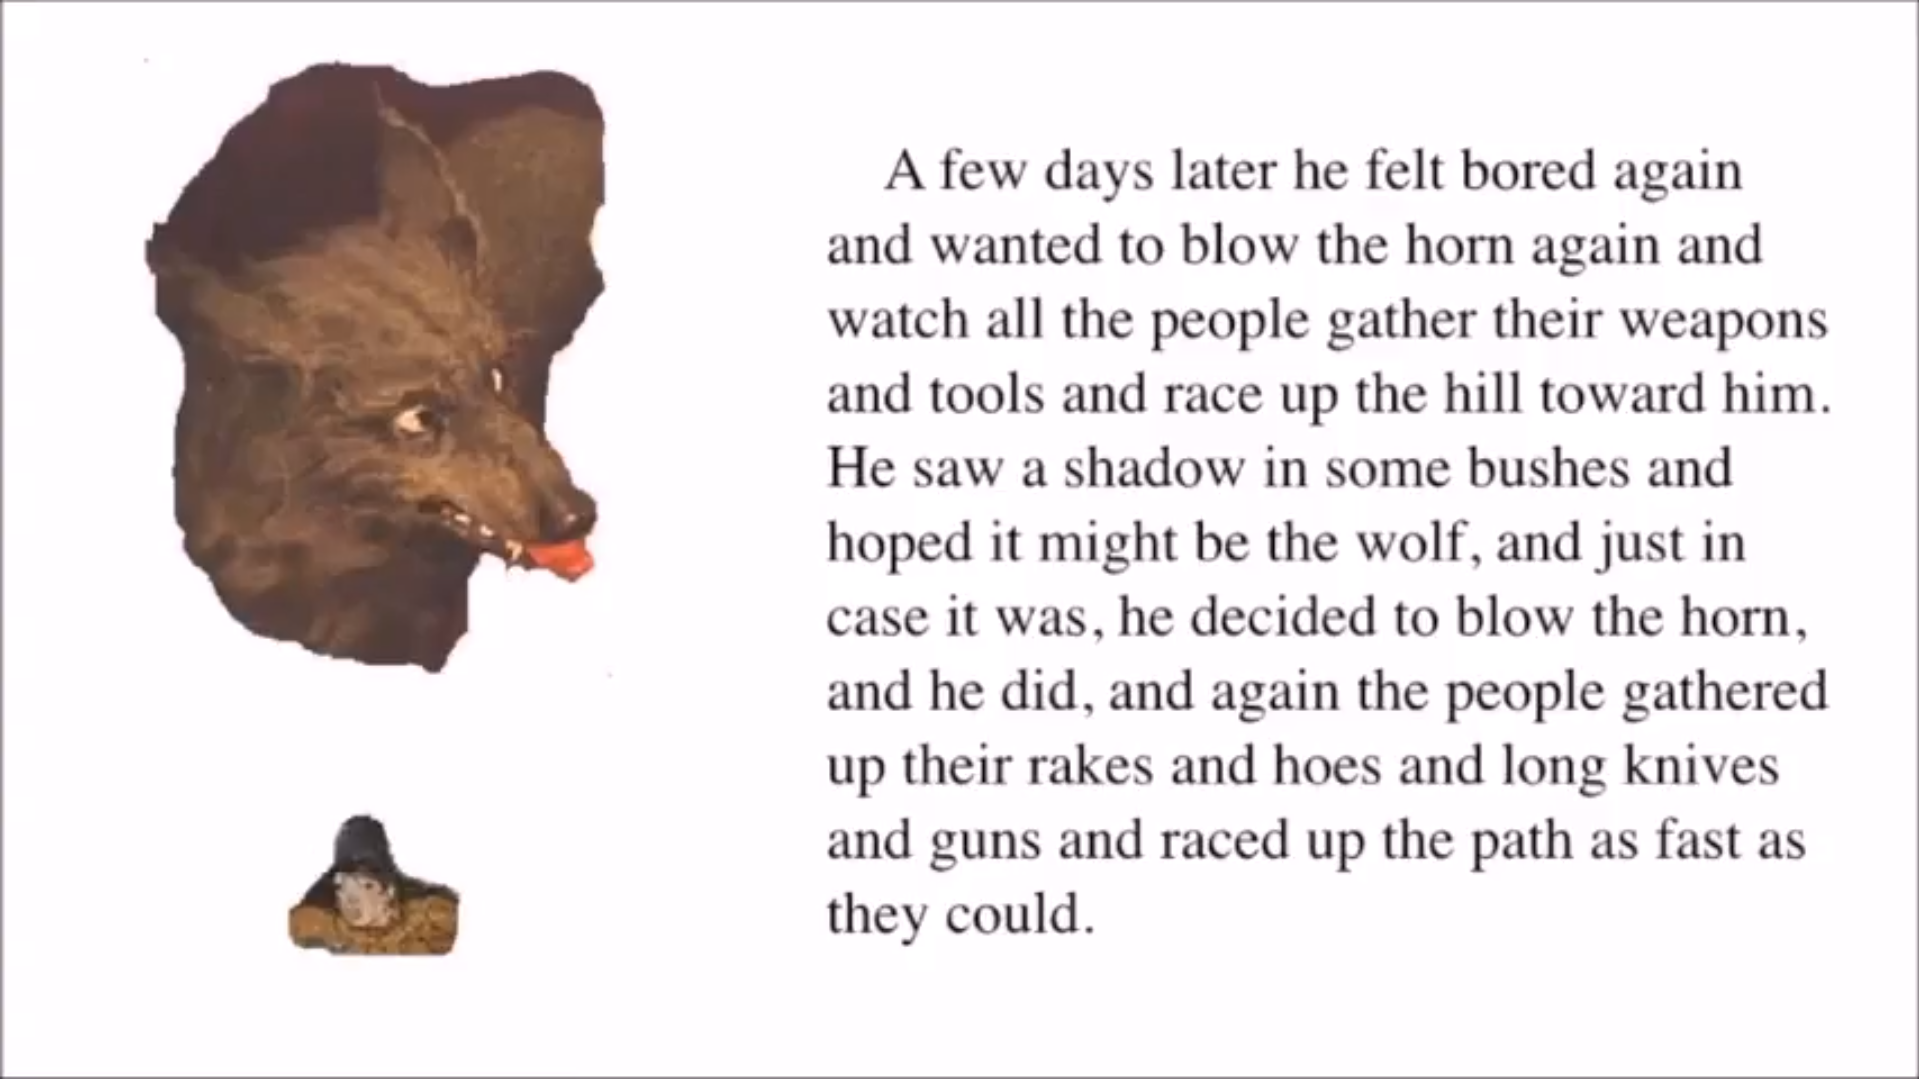 A few days later he felt bored again
and wanted to blow the horn again and
watch all the people gather their weapons
and tools and race up the hill toward him.
He saw a shadow in some bushes and
hoped it might be the wolf, and just in
case it was, he decided to blow the horn,
and he did, and again the people gathered
up their rakes and hoes and long knives
and guns and raced up the path as fast as
they could.